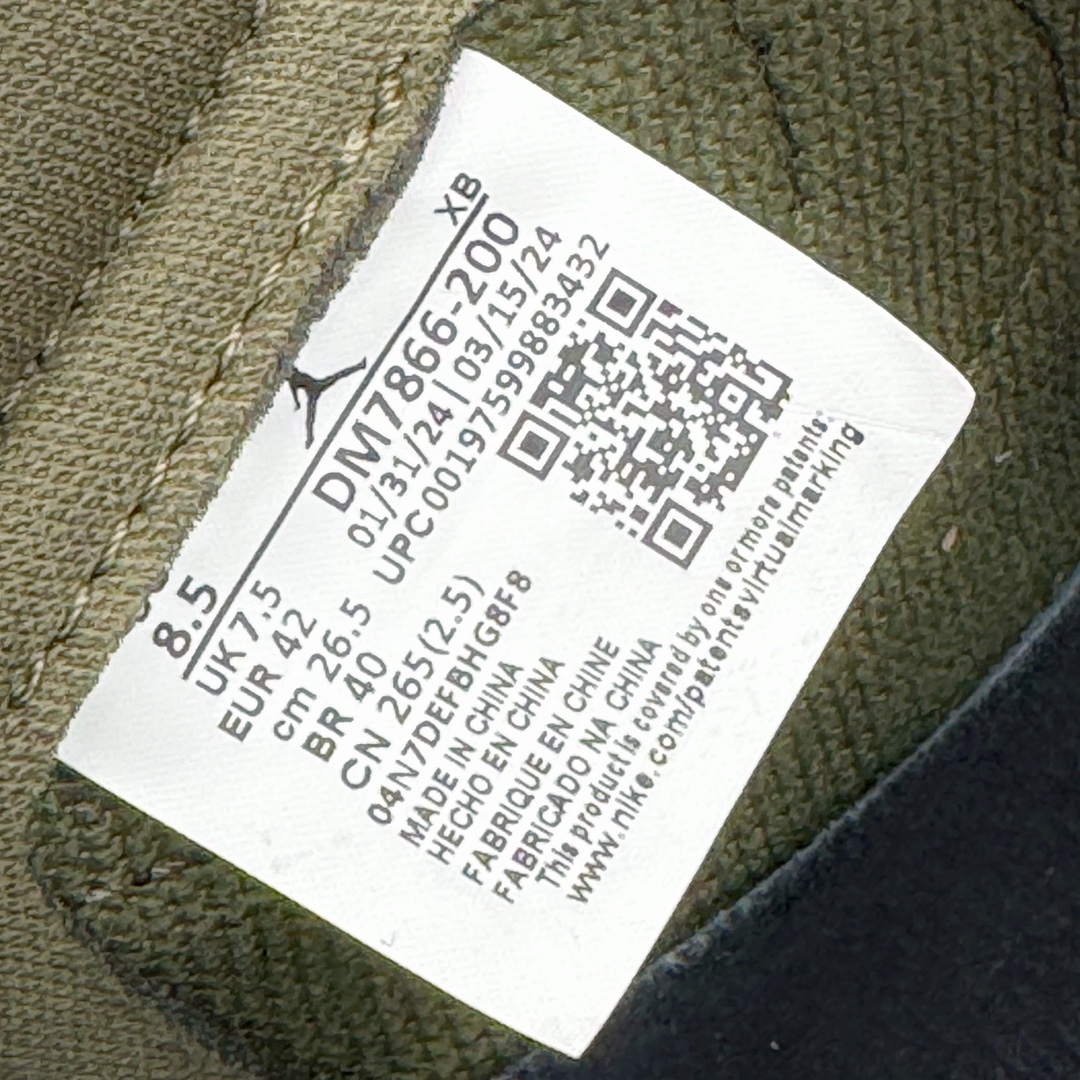 8.5 XB
UK 7.5
EUR 42
cm 26.5
BR 40
CN 265(2.5)
04N7DEFBHG8F8
MADE IN CHINA
HECHO EN CHINA
FABRIQUE EN CHINE
FABRICADO NA CHINA
This product is covered by one or more patents:
www.nike.com/patentsvirtualmarking
DM7866-200
01/31/24 | 03/15/24
UPC 00197599883432